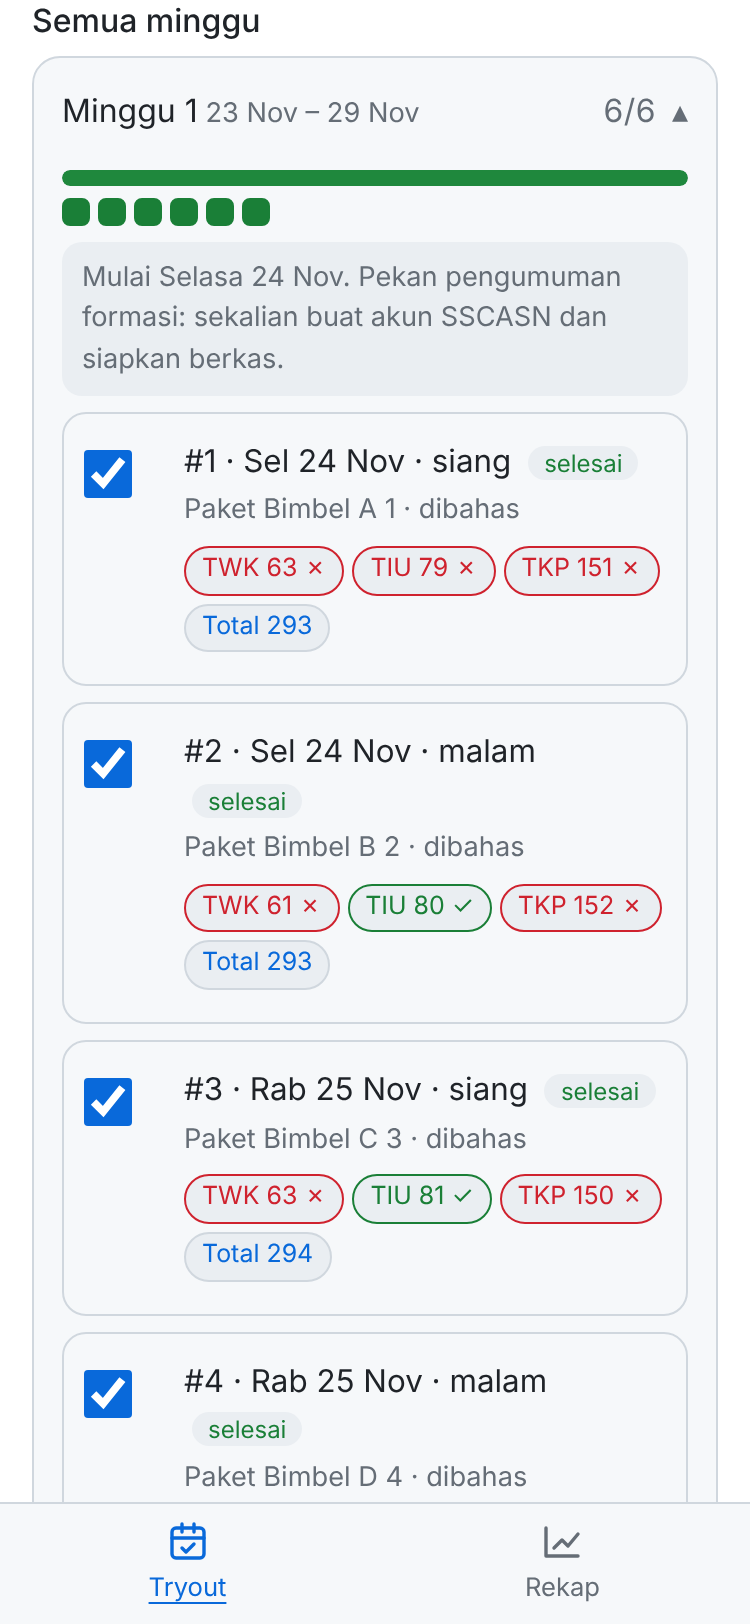 Semua minggu
Minggu 1 23 Nov – 29 Nov 6/6 ▲
Mulai Selasa 24 Nov. Pekan pengumuman
formasi: sekalian buat akun SSCASN dan
siapkan berkas.
#1 · Sel 24 Nov · siang selesai
Paket Bimbel A 1 · dibahas
TWK 63 × TIU 79 × TKP 151 ×
Total 293
#2 · Sel 24 Nov · malam
selesai
Paket Bimbel B 2 · dibahas
TWK 61 × TIU 80 ✓ TKP 152 ×
Total 293
#3 · Rab 25 Nov · siang selesai
Paket Bimbel C 3 · dibahas
TWK 63 × TIU 81 ✓ TKP 150 ×
Total 294
#4 · Rab 25 Nov · malam
selesai
Paket Bimbel D 4 · dibahas
Tryout Rekap